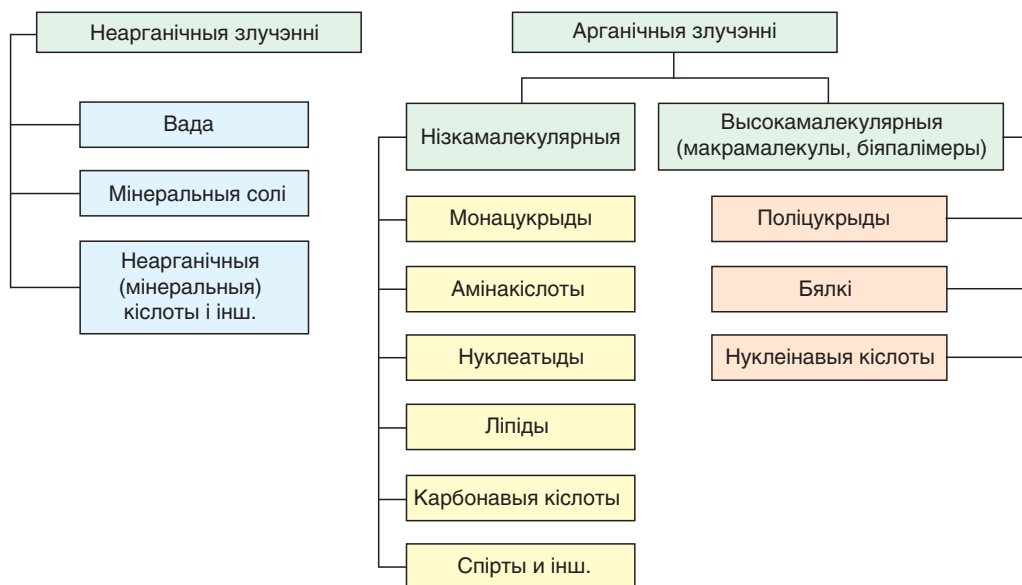 Неарганічныя злучэнні
Вада
Мінеральныя солі
Неарганічныя
(мінеральныя)
кіслоты і інш.
Арганічныя злучэнні
Нізкамалекулярныя
Монацукрыды
Амінакіслоты
Нуклеатыды
Ліпіды
Карбонавыя кіслоты
Спірты и інш.
Высокамалекулярныя
(макрамалекулы, біяпалімеры)
Поліцукрыды
Бялкі
Нуклеінавыя кіслоты